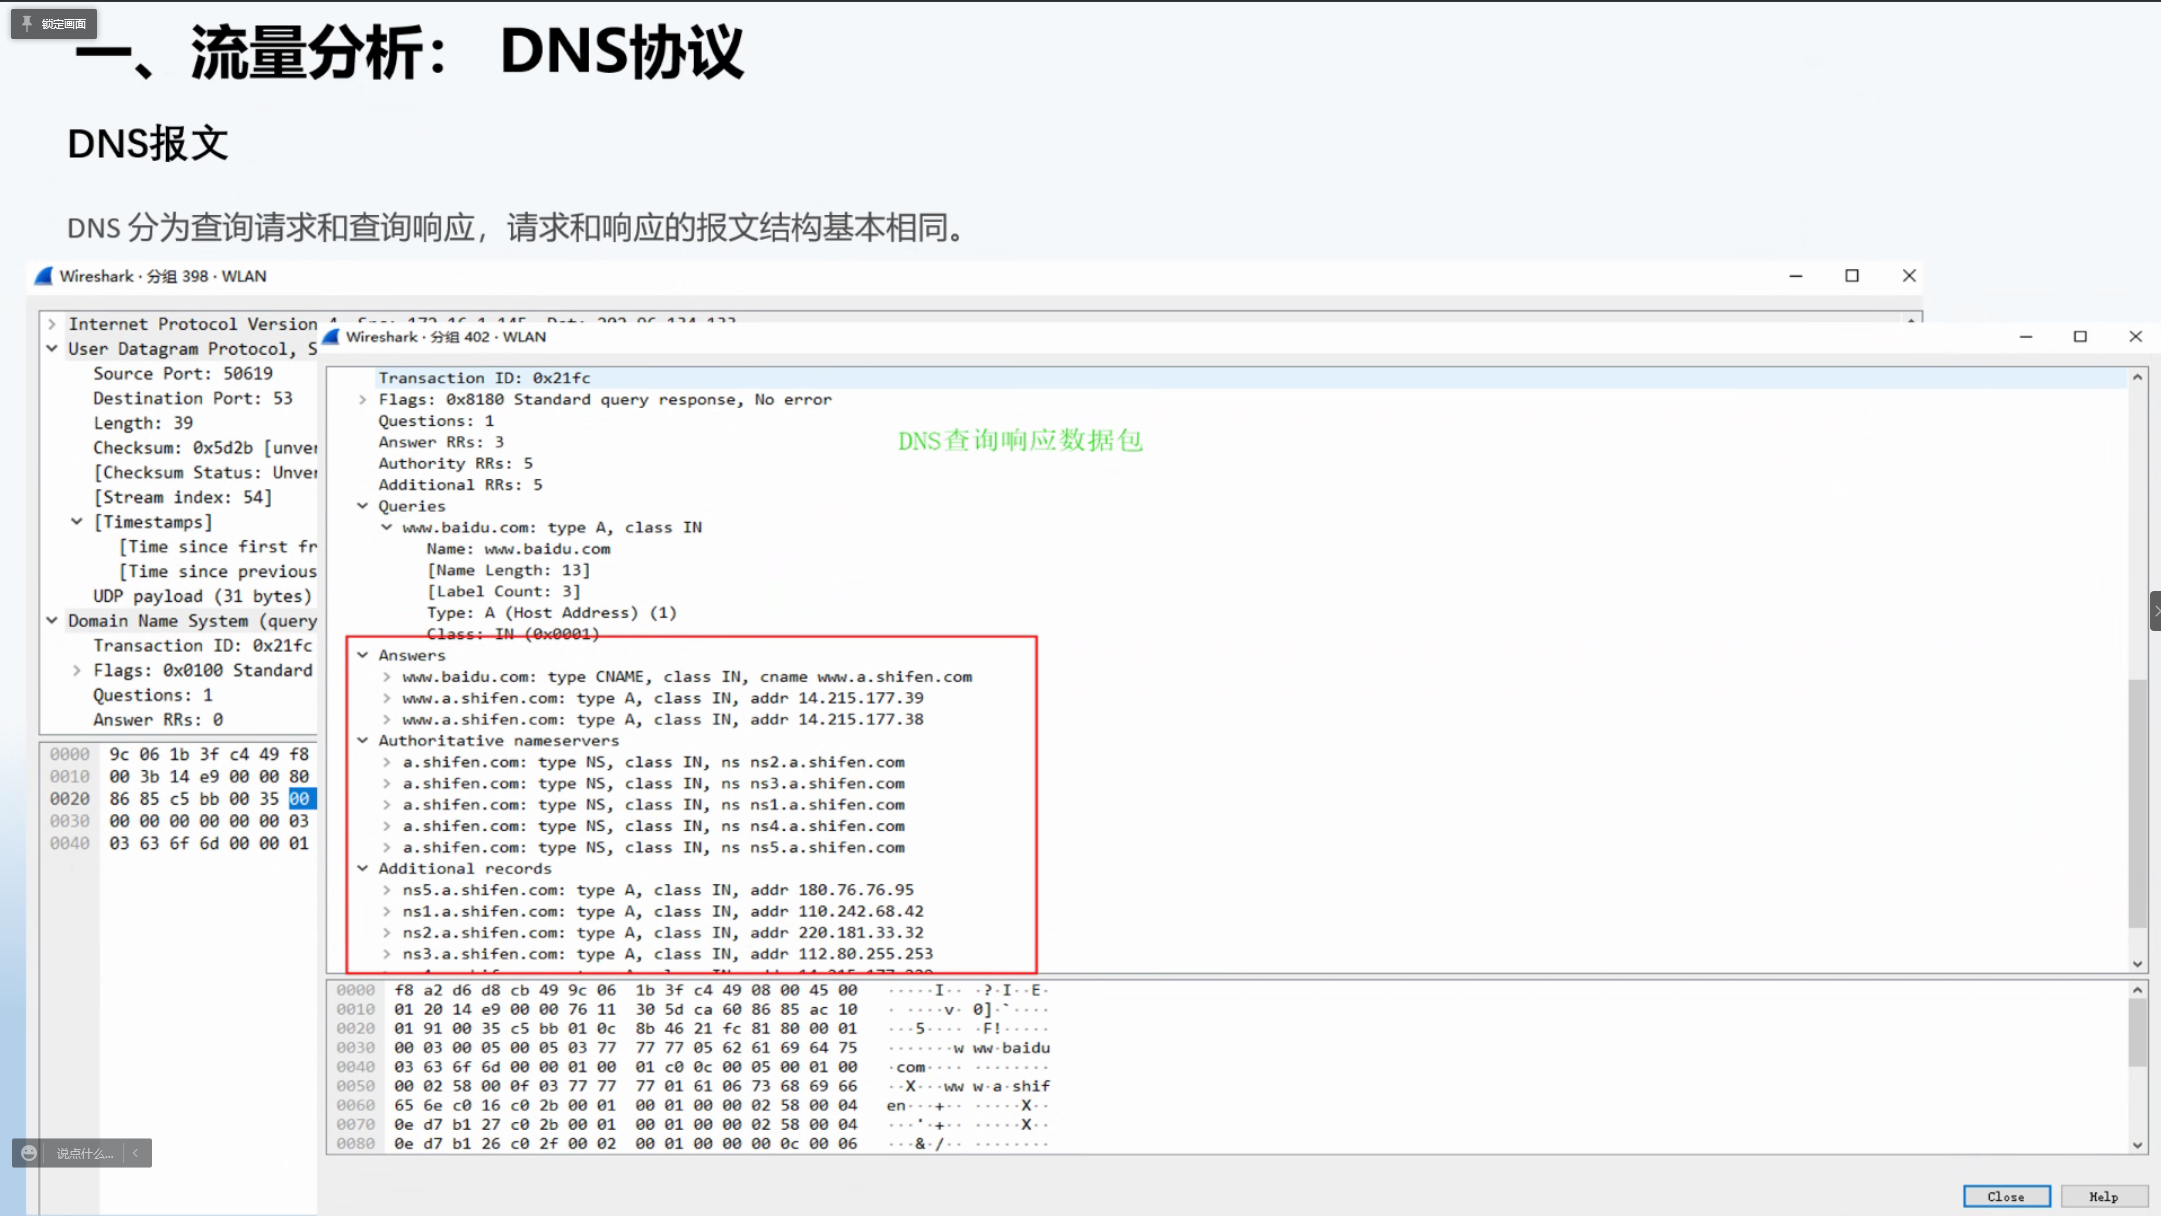 锁定画面
一、流量分析： DNS协议
DNS报文
DNS 分为查询请求和查询响应，请求和响应的报文结构基本相同。
Wireshark · 分组 398 · WLAN
Internet Protocol Version 4, Src: 172.16.1.145, Dst: 202.96.134.133
User Datagram Protocol, S
Source Port: 50619
Destination Port: 53
Length: 39
Checksum: 0x5d2b [unver
[Checksum Status: Unver
[Stream index: 54]
[Timestamps]
[Time since first fr
[Time since previous
UDP payload (31 bytes)
Domain Name System (query
Transaction ID: 0x21fc
Flags: 0x0100 Standard
Questions: 1
Answer RRs: 0
0000 9c 06 1b 3f c4 49 f8
0010 00 3b 14 e9 00 00 80
0020 86 85 c5 bb 00 35 00
0030 00 00 00 00 00 00 03
0040 03 63 6f 6d 00 00 01
Wireshark · 分组 402 · WLAN
Transaction ID: 0x21fc
Flags: 0x8180 Standard query response, No error
Questions: 1
Answer RRs: 3
DNS查询响应数据包
Authority RRs: 5
Additional RRs: 5
Queries
www.baidu.com: type A, class IN
Name: www.baidu.com
[Name Length: 13]
[Label Count: 3]
Type: A (Host Address) (1)
Class: IN (0x0001)
Answers
www.baidu.com: type CNAME, class IN, cname www.a.shifen.com
www.a.shifen.com: type A, class IN, addr 14.215.177.39
www.a.shifen.com: type A, class IN, addr 14.215.177.38
Authoritative nameservers
a.shifen.com: type NS, class IN, ns ns2.a.shifen.com
a.shifen.com: type NS, class IN, ns ns3.a.shifen.com
a.shifen.com: type NS, class IN, ns ns1.a.shifen.com
a.shifen.com: type NS, class IN, ns ns4.a.shifen.com
a.shifen.com: type NS, class IN, ns ns5.a.shifen.com
Additional records
ns5.a.shifen.com: type A, class IN, addr 180.76.76.95
ns1.a.shifen.com: type A, class IN, addr 110.242.68.42
ns2.a.shifen.com: type A, class IN, addr 220.181.33.32
ns3.a.shifen.com: type A, class IN, addr 112.80.255.253
0000 f8 a2 d6 d8 cb 49 9c 06 1b 3f c4 49 08 00 45 00 ·····I·· ·?·I··E·
0010 01 20 14 e9 00 00 76 11 30 5d ca 60 86 85 ac 10 · ····v· 0]·`····
0020 01 91 00 35 c5 bb 01 0c 8b 46 21 fc 81 80 00 01 ···5···· ·F!·····
0030 00 03 00 05 00 05 03 77 77 77 05 62 61 69 64 75 ·······w ww·baidu
0040 03 63 6f 6d 00 00 01 00 01 c0 0c 00 05 00 01 00 ·com···· ········
0050 00 02 58 00 0f 03 77 77 77 01 61 06 73 68 69 66 ··X···ww w·a·shif
0060 65 6e c0 16 c0 2b 00 01 00 01 00 00 02 58 00 04 en···+·· ·····X··
0070 0e d7 b1 27 c0 2b 00 01 00 01 00 00 02 58 00 04 ···'·+·· ·····X··
0080 0e d7 b1 26 c0 2f 00 02 00 01 00 00 00 0c 00 06 ···&·/·· ········
说点什么...
Close Help